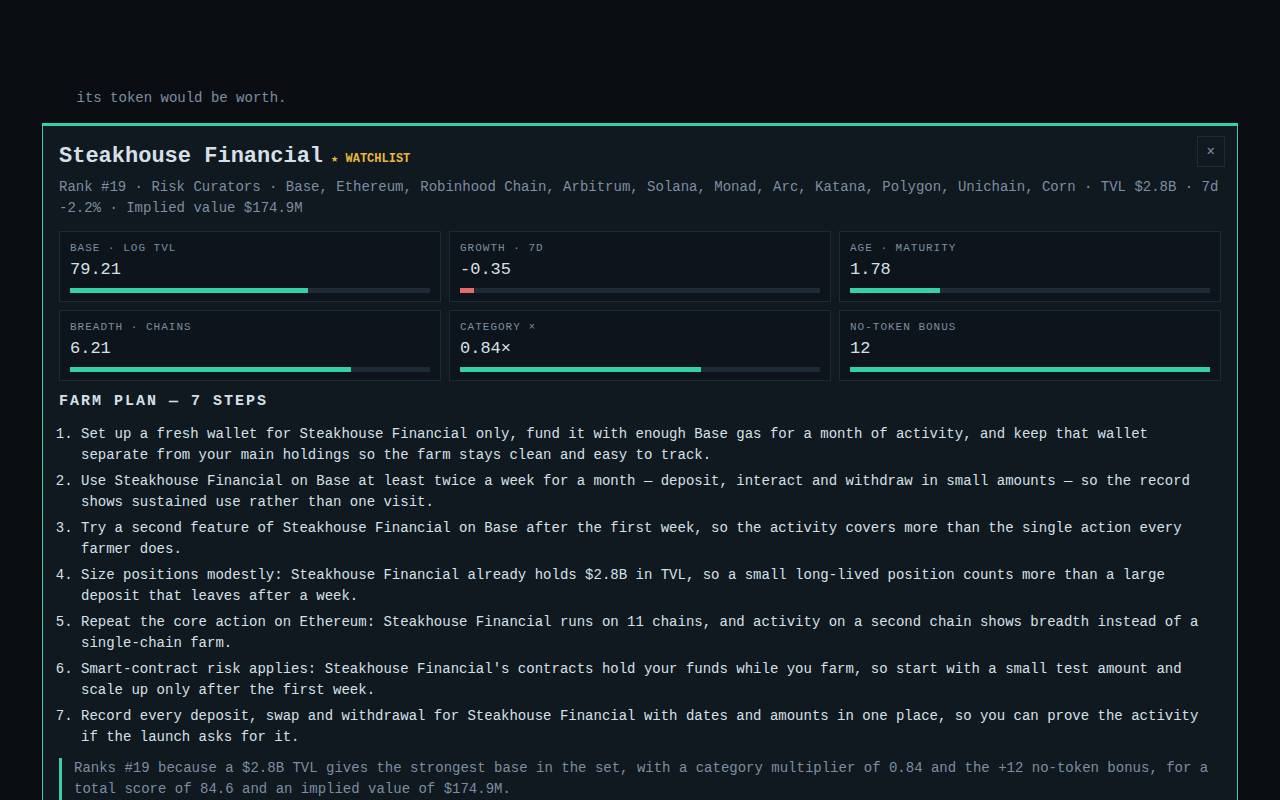 its token would be worth.
Steakhouse Financial ★ WATCHLIST
×
Rank #19 · Risk Curators · Base, Ethereum, Robinhood Chain, Arbitrum, Solana, Monad, Arc, Katana, Polygon, Unichain, Corn · TVL $2.8B · 7d
-2.2% · Implied value $174.9M
BASE · LOG TVL
79.21
GROWTH · 7D
-0.35
AGE · MATURITY
1.78
BREADTH · CHAINS
6.21
CATEGORY ×
0.84×
NO-TOKEN BONUS
12
FARM PLAN — 7 STEPS
1. Set up a fresh wallet for Steakhouse Financial only, fund it with enough Base gas for a month of activity, and keep that wallet
separate from your main holdings so the farm stays clean and easy to track.
2. Use Steakhouse Financial on Base at least twice a week for a month — deposit, interact and withdraw in small amounts — so the record
shows sustained use rather than one visit.
3. Try a second feature of Steakhouse Financial on Base after the first week, so the activity covers more than the single action every
farmer does.
4. Size positions modestly: Steakhouse Financial already holds $2.8B in TVL, so a small long-lived position counts more than a large
deposit that leaves after a week.
5. Repeat the core action on Ethereum: Steakhouse Financial runs on 11 chains, and activity on a second chain shows breadth instead of a
single-chain farm.
6. Smart-contract risk applies: Steakhouse Financial's contracts hold your funds while you farm, so start with a small test amount and
scale up only after the first week.
7. Record every deposit, swap and withdrawal for Steakhouse Financial with dates and amounts in one place, so you can prove the activity
if the launch asks for it.
Ranks #19 because a $2.8B TVL gives the strongest base in the set, with a category multiplier of 0.84 and the +12 no-token bonus, for a
total score of 84.6 and an implied value of $174.9M.